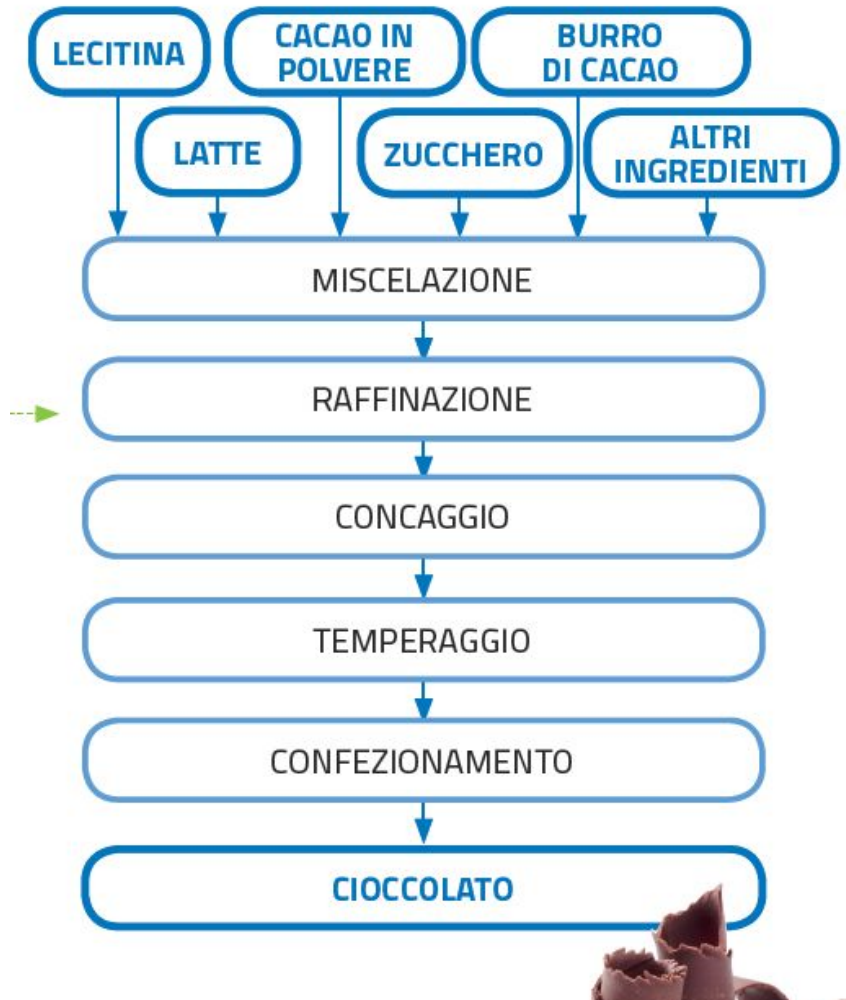 LECITINA
CACAO IN
POLVERE
BURRO
DI CACAO
LATTE
ZUCCHERO
ALTRI
INGREDIENTI
MISCELAZIONE
RAFFINAZIONE
CONCAGGIO
TEMPERAGGIO
CONFEZIONAMENTO
CIOCCOLATO